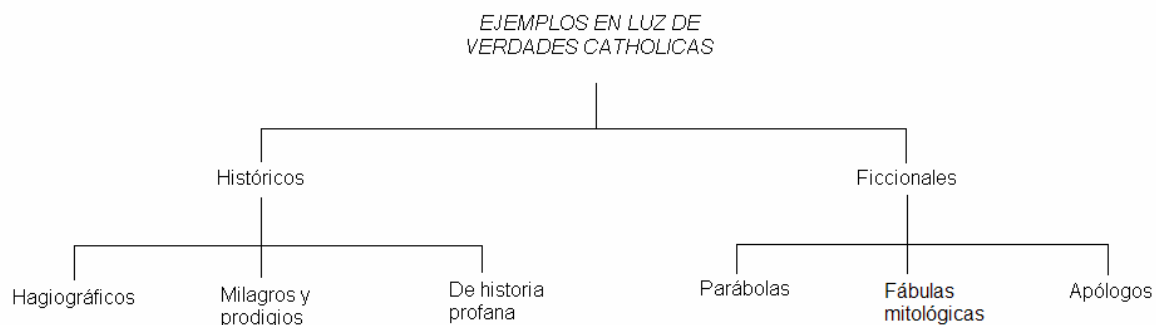 EJEMPLOS EN LUZ DE
VERDADES CATHOLICAS
Históricos
Ficcionales
Hagiográficos
Milagros y
prodigios
De historia
profana
Parábolas
Fábulas
mitológicas
Apólogos